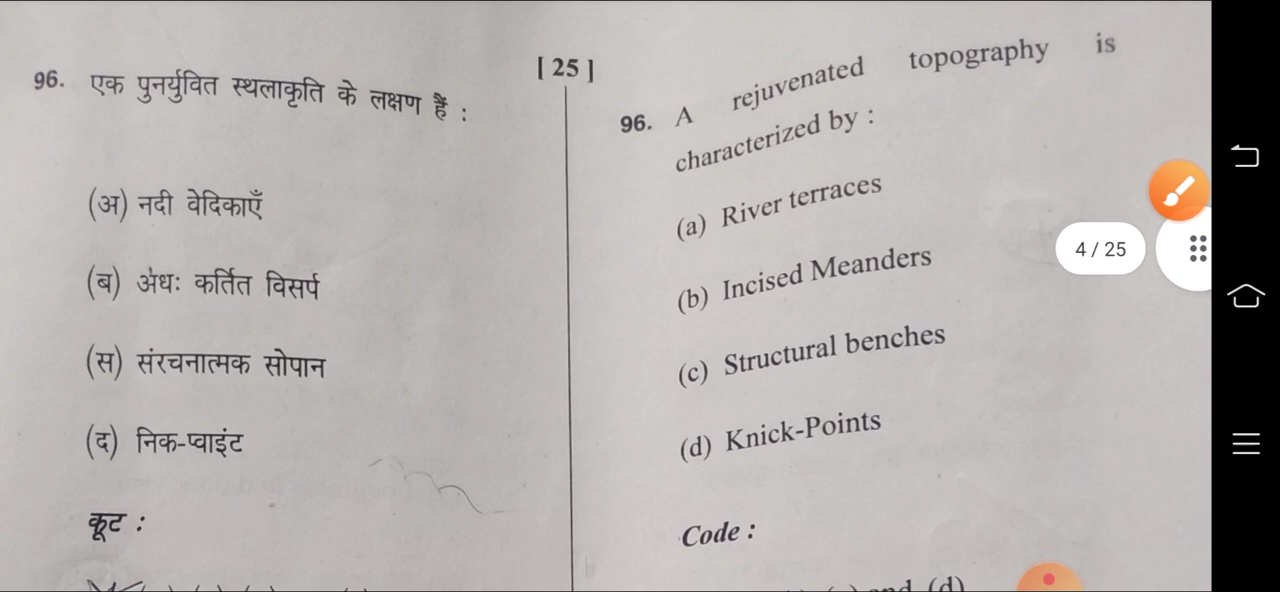 [ 25 ]
96. एक पुनर्युवित स्थलाकृति के लक्षण हैं :
(अ) नदी वेदिकाएँ
(ब) अंधः कर्तित विसर्प
(स) संरचनात्मक सोपान
(द) निक-प्वाइंट
कूट :
96. A rejuvenated topography is
characterized by :
(a) River terraces
(b) Incised Meanders
(c) Structural benches
(d) Knick-Points
Code :
and (d)
4 / 25